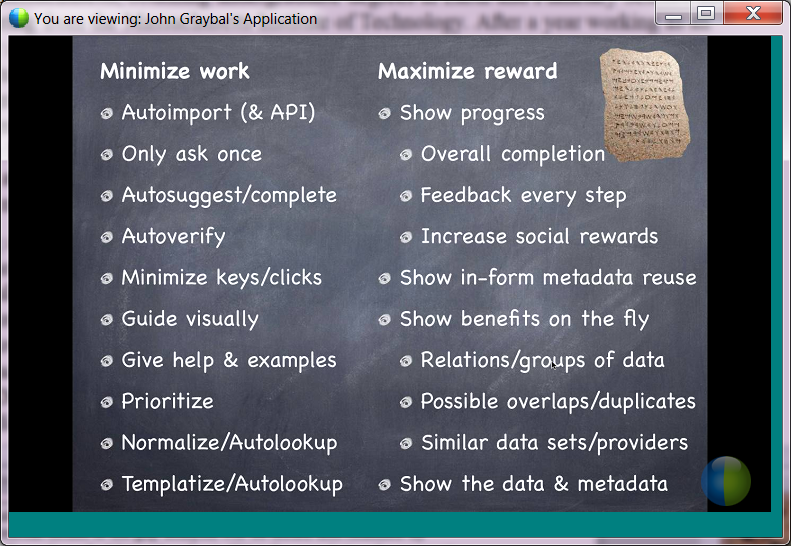 You are viewing: John Graybal's Application
Minimize work
Autoimport (& API)
Only ask once
Autosuggest/complete
Autoverify
Minimize keys/clicks
Guide visually
Give help & examples
Prioritize
Normalize/Autolookup
Templatize/Autolookup
Maximize reward
Show progress
Overall completion
Feedback every step
Increase social rewards
Show in-form metadata reuse
Show benefits on the fly
Relations/groups of data
Possible overlaps/duplicates
Similar data sets/providers
Show the data & metadata